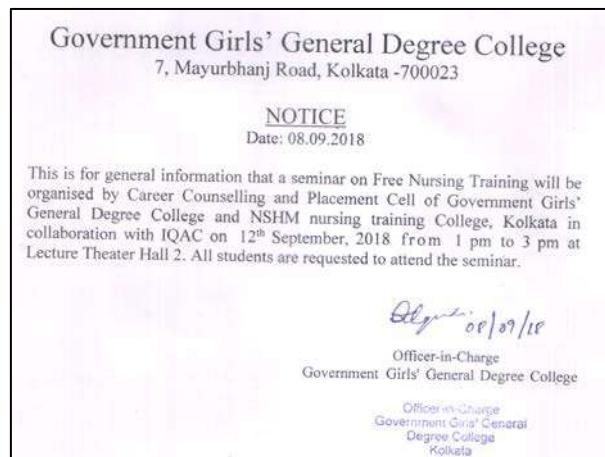 Government Girls' General Degree College
7, Mayurbhanj Road, Kolkata -700023
NOTICE
Date: 08.09.2018
This is for general information that a seminar on Free Nursing Training will be
organised by Career Counselling and Placement Cell of Government Girls'
General Degree College and NSHM nursing training College, Kolkata in
collaboration with IQAC on 12th September, 2018 from 1 pm to 3 pm at
Lecture Theater Hall 2. All students are requested to attend the seminar.
08/09/18
Officer-in-Charge
Government Girls' General Degree College
Officer-in-Charge
Government Girls' General
Degree College
Kolkata